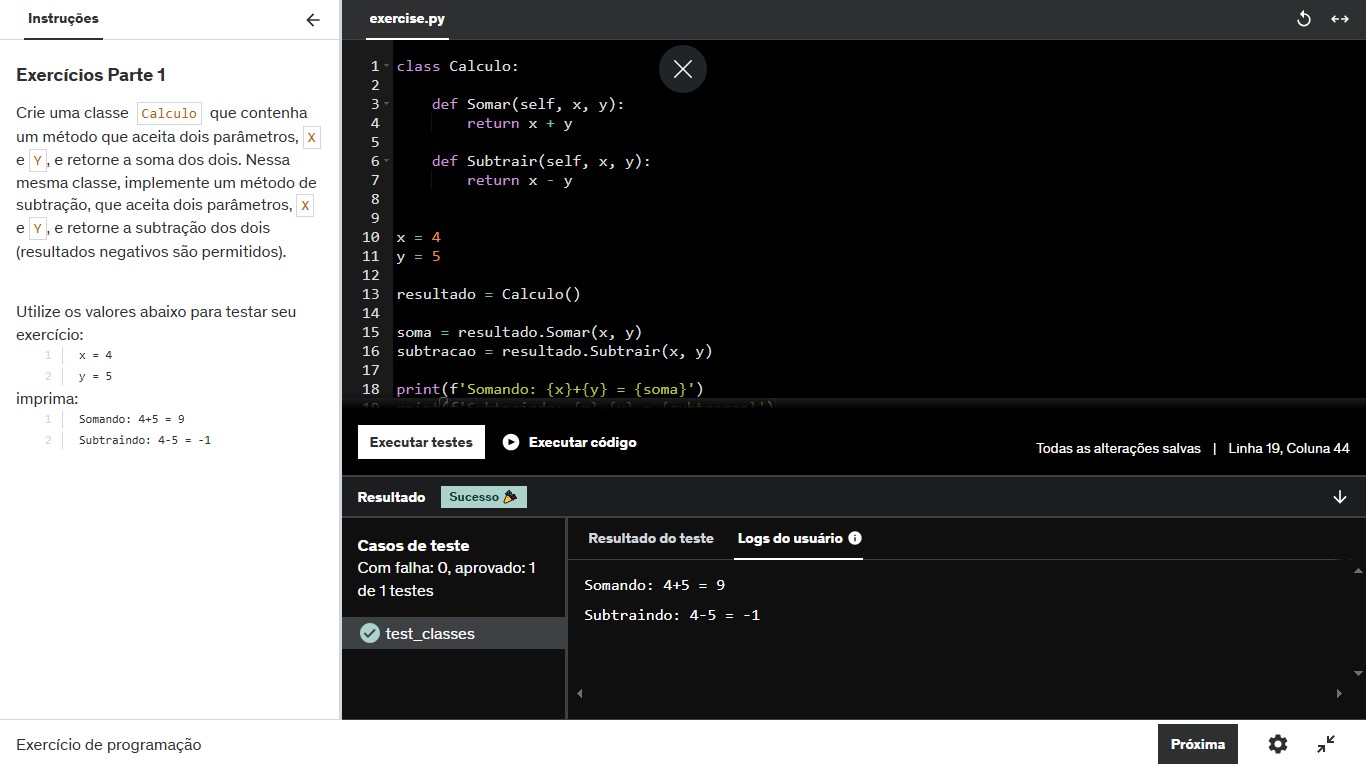 Instruções
Exercícios Parte 1
Crie uma classe Calculo que contenha
um método que aceita dois parâmetros, X
e Y, e retorne a soma dos dois. Nessa
mesma classe, implemente um método de
subtração, que aceita dois parâmetros, X
e Y, e retorne a subtração dos dois
(resultados negativos são permitidos).
Utilize os valores abaixo para testar seu
exercício:
1 x = 4
2 y = 5
imprima:
1 Somando: 4+5 = 9
2 Subtraindo: 4-5 = -1
exercise.py
1 class Calculo:
2
3 def Somar(self, x, y):
4 return x + y
5
6 def Subtrair(self, x, y):
7 return x - y
8
9
10 x = 4
11 y = 5
12
13 resultado = Calculo()
14
15 soma = resultado.Somar(x, y)
16 subtracao = resultado.Subtrair(x, y)
17
18 print(f'Somando: {x}+{y} = {soma}')
19 print(f'Subtraindo: {x}-{y} = {subtracao}')
Executar testes
Executar código
Todas as alterações salvas | Linha 19, Coluna 44
Resultado
Sucesso
Casos de teste
Com falha: 0, aprovado: 1
de 1 testes
test_classes
Resultado do teste
Logs do usuário
Somando: 4+5 = 9
Subtraindo: 4-5 = -1
Exercício de programação
Próxima